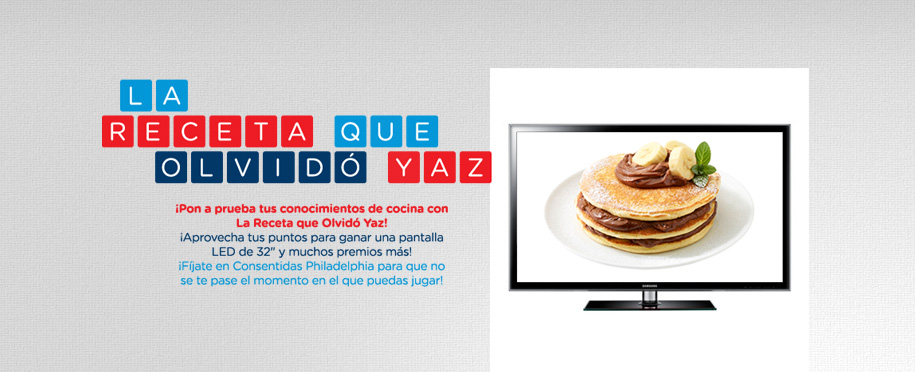 LA
RECETA QUE
OLVIDÓ YAZ
¡Pon a prueba tus conocimientos de cocina con
La Receta que Olvidó Yaz!
¡Aprovecha tus puntos para ganar una pantalla
LED de 32" y muchos premios más!
¡Fíjate en Consentidas Philadelphia para que no
se te pase el momento en el que puedas jugar!
SAMSUNG